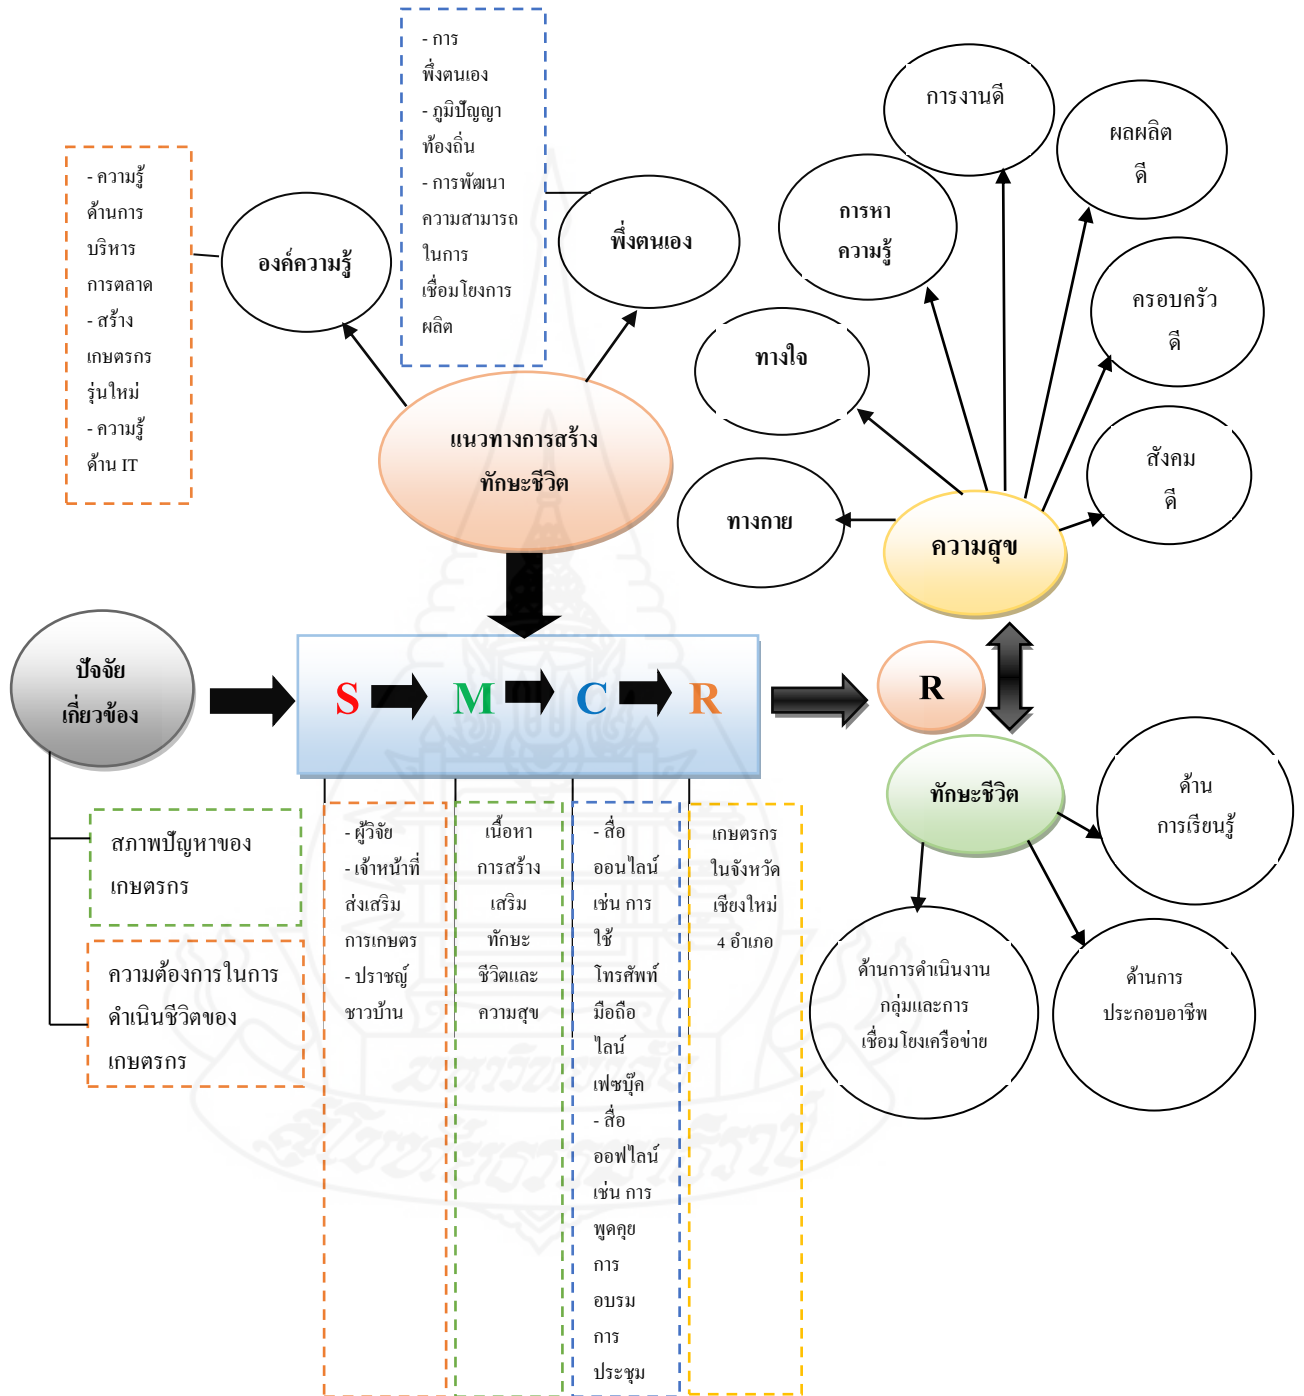 - การ
พึ่งตนเอง
- ภูมิปัญญา
ท้องถิ่น
- การพัฒนา
ความสามารถ
ในการ
เชื่อมโยงการ
ผลิต
- ความรู้
ด้านการ
บริหาร
การตลาด
- สร้าง
เกษตรกร
รุ่นใหม่
- ความรู้
ด้าน IT
องค์ความรู้
พึ่งตนเอง
แนวทางการสร้าง
ทักษะชีวิต
การงานดี
ผลผลิต
ดี
การหา
ความรู้
ครอบครัว
ดี
ทางใจ
สังคม
ดี
ทางกาย
ความสุข
ปัจจัย
เกี่ยวข้อง
S
M
C
R
R
ทักษะชีวิต
ด้าน
การเรียนรู้
ด้านการ
ประกอบอาชีพ
ด้านการดำเนินงาน
กลุ่มและการ
เชื่อมโยงเครือข่าย
สภาพปัญหาของ
เกษตรกร
ความต้องการในการ
ดำเนินชีวิตของ
เกษตรกร
- ผู้วิจัย
- เจ้าหน้าที่
ส่งเสริม
การเกษตร
- ปราชญ์
ชาวบ้าน
เนื้อหา
การสร้าง
เสริม
ทักษะ
ชีวิตและ
ความสุข
- สื่อ
ออนไลน์
เช่น การ
ใช้
โทรศัพท์
มือถือ
ไลน์
เฟซบุ๊ค
- สื่อ
ออฟไลน์
เช่น การ
พูดคุย
การ
อบรม
การ
ประชุม
เกษตรกร
ในจังหวัด
เชียงใหม่
4 อำเภอ
มหาวิทยาลัย
สุโขทัยธรรมาธิราช